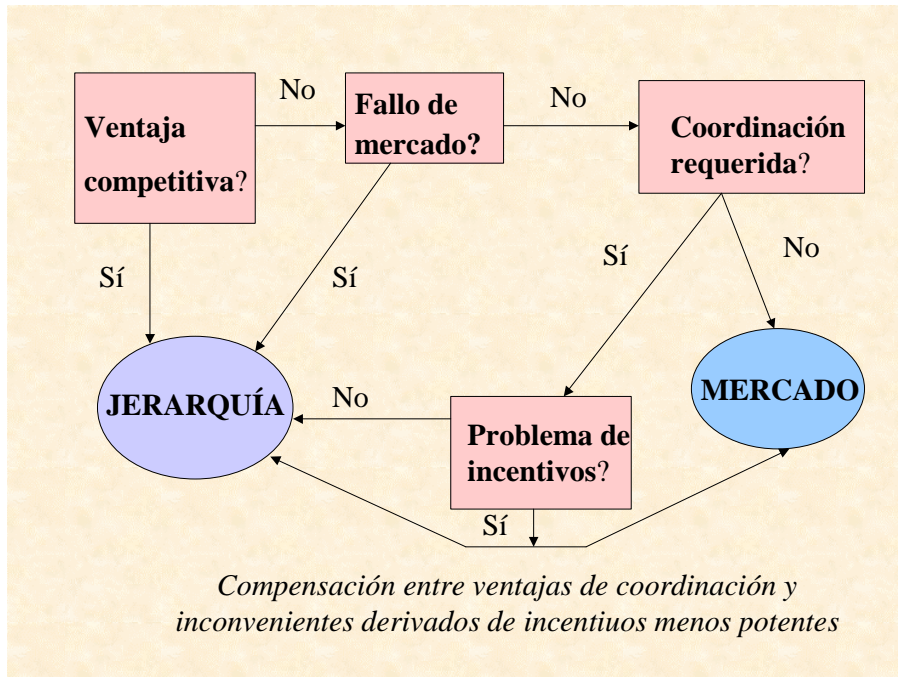 No
No
Ventaja
competitiva?
Fallo de
mercado?
Coordinación
requerida?
Sí
Sí
Sí
No
JERARQUÍA
No
MERCADO
Problema de
incentivos?
Sí
Compensación entre ventajas de coordinación y
inconvenientes derivados de incentiuos menos potentes